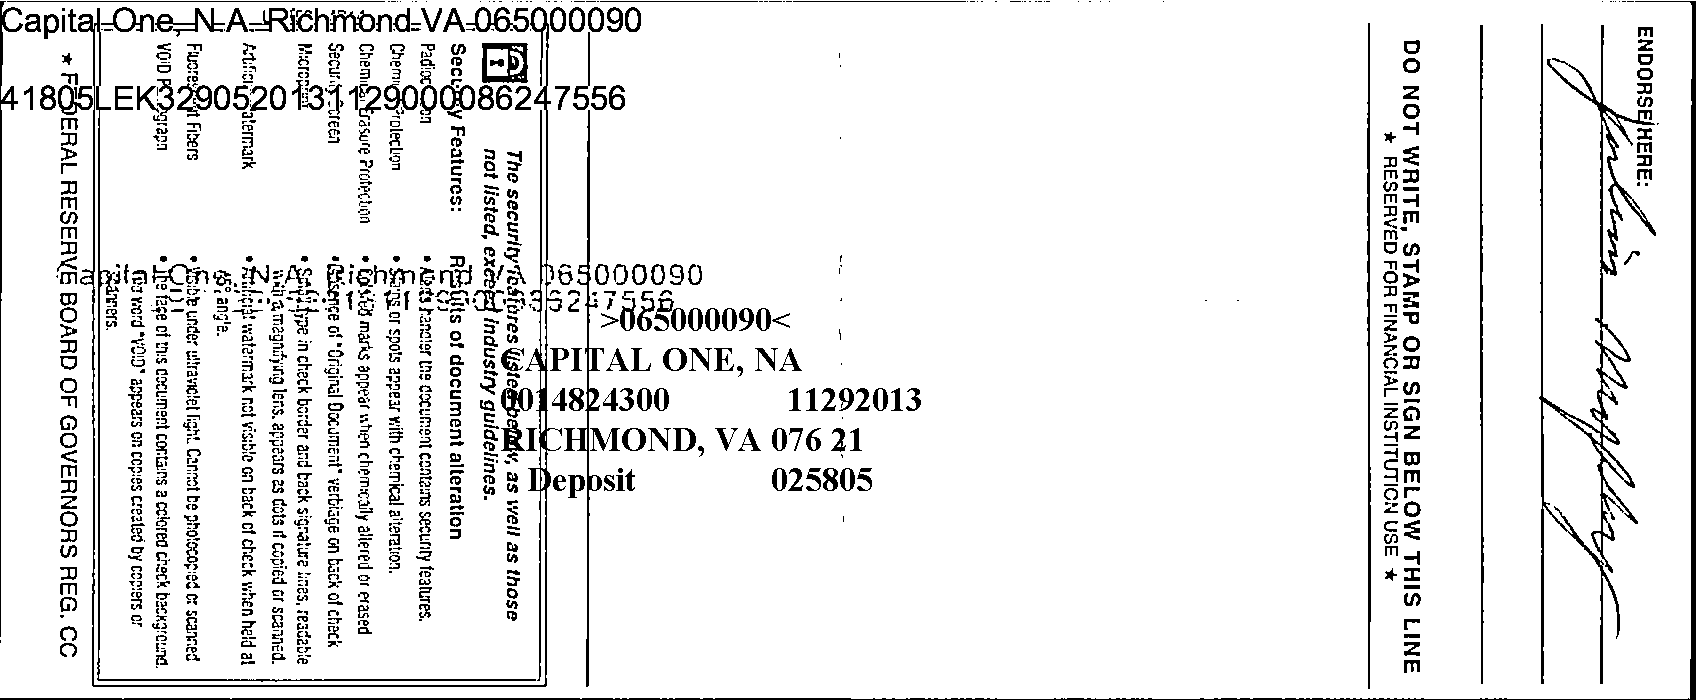 Capital One, N.A. Richmond VA 065000090
41805LEK329052013112900008624​7556
Capital One, N.A. Richmond VA 065000090
>065000090<
CAPITAL ONE, NA
0014824300 11292013
RICHMOND, VA 076 21
Deposit 025805
ENDORSE HERE:
DO NOT WRITE, STAMP OR SIGN BELOW THIS LINE
★ RESERVED FOR FINANCIAL INSTITUTION USE ★
The security features listed below, as well as those
not listed, exceed industry guidelines.
Security Features: Results of document alteration
• Alerts handler the document contains security features.
Chemical Protection • Stains or spots appear with chemical alteration.
Chemical Erasure Protection • marks appear when chemically altered or erased
Security Screen • Absence of "Original Document" verbiage on back of check
Microprint • Small type in check border and back signature lines, readable
with a magnifying lens, appears as dots if copied or scanned.
Artificial Watermark • Artificial watermark not visible on back of check when held at
45° angle.
Fluorescent Fibers • Visible under ultraviolet light. Cannot be photocopied or scanned
VOID Pantograph • The face of this document contains a colored check background.
The word "VOID" appears on copies created by copiers or
scanners.
★ FEDERAL RESERVE BOARD OF GOVERNORS REG. CC